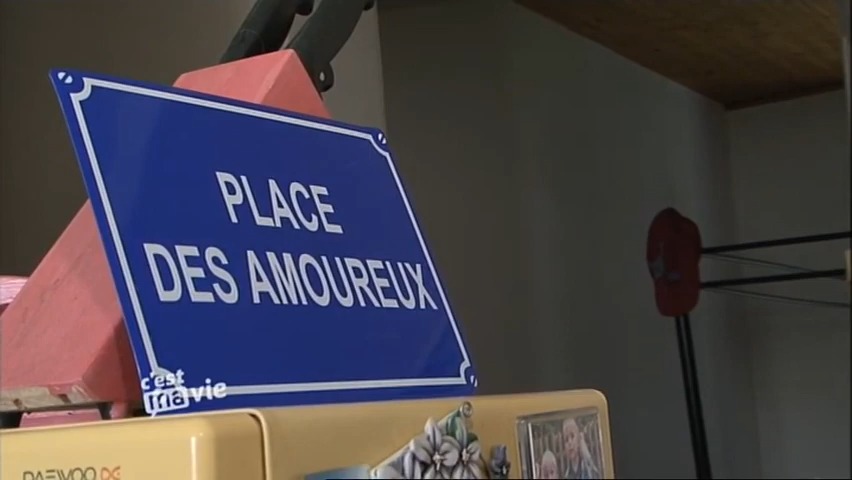 PLACE
DES AMOUREUX
c'est
ma vie
DAEWOO